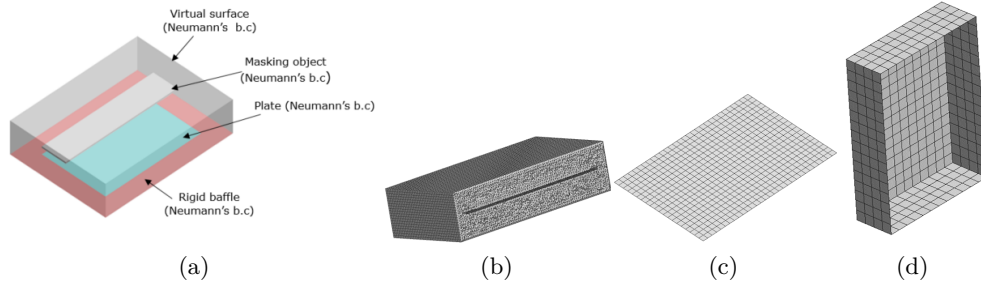 Virtual surface
(Neumann's b.c)
Masking object
(Neumann's b.c)
Plate (Neumann's b.c)
Rigid baffle
(Neumann's b.c)
(a)
(b)
(c)
(d)